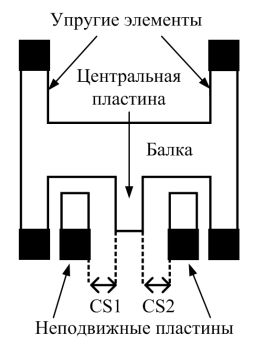 Упругие элементы
Центральная
пластина
Балка
CS1
CS2
Неподвижные пластины